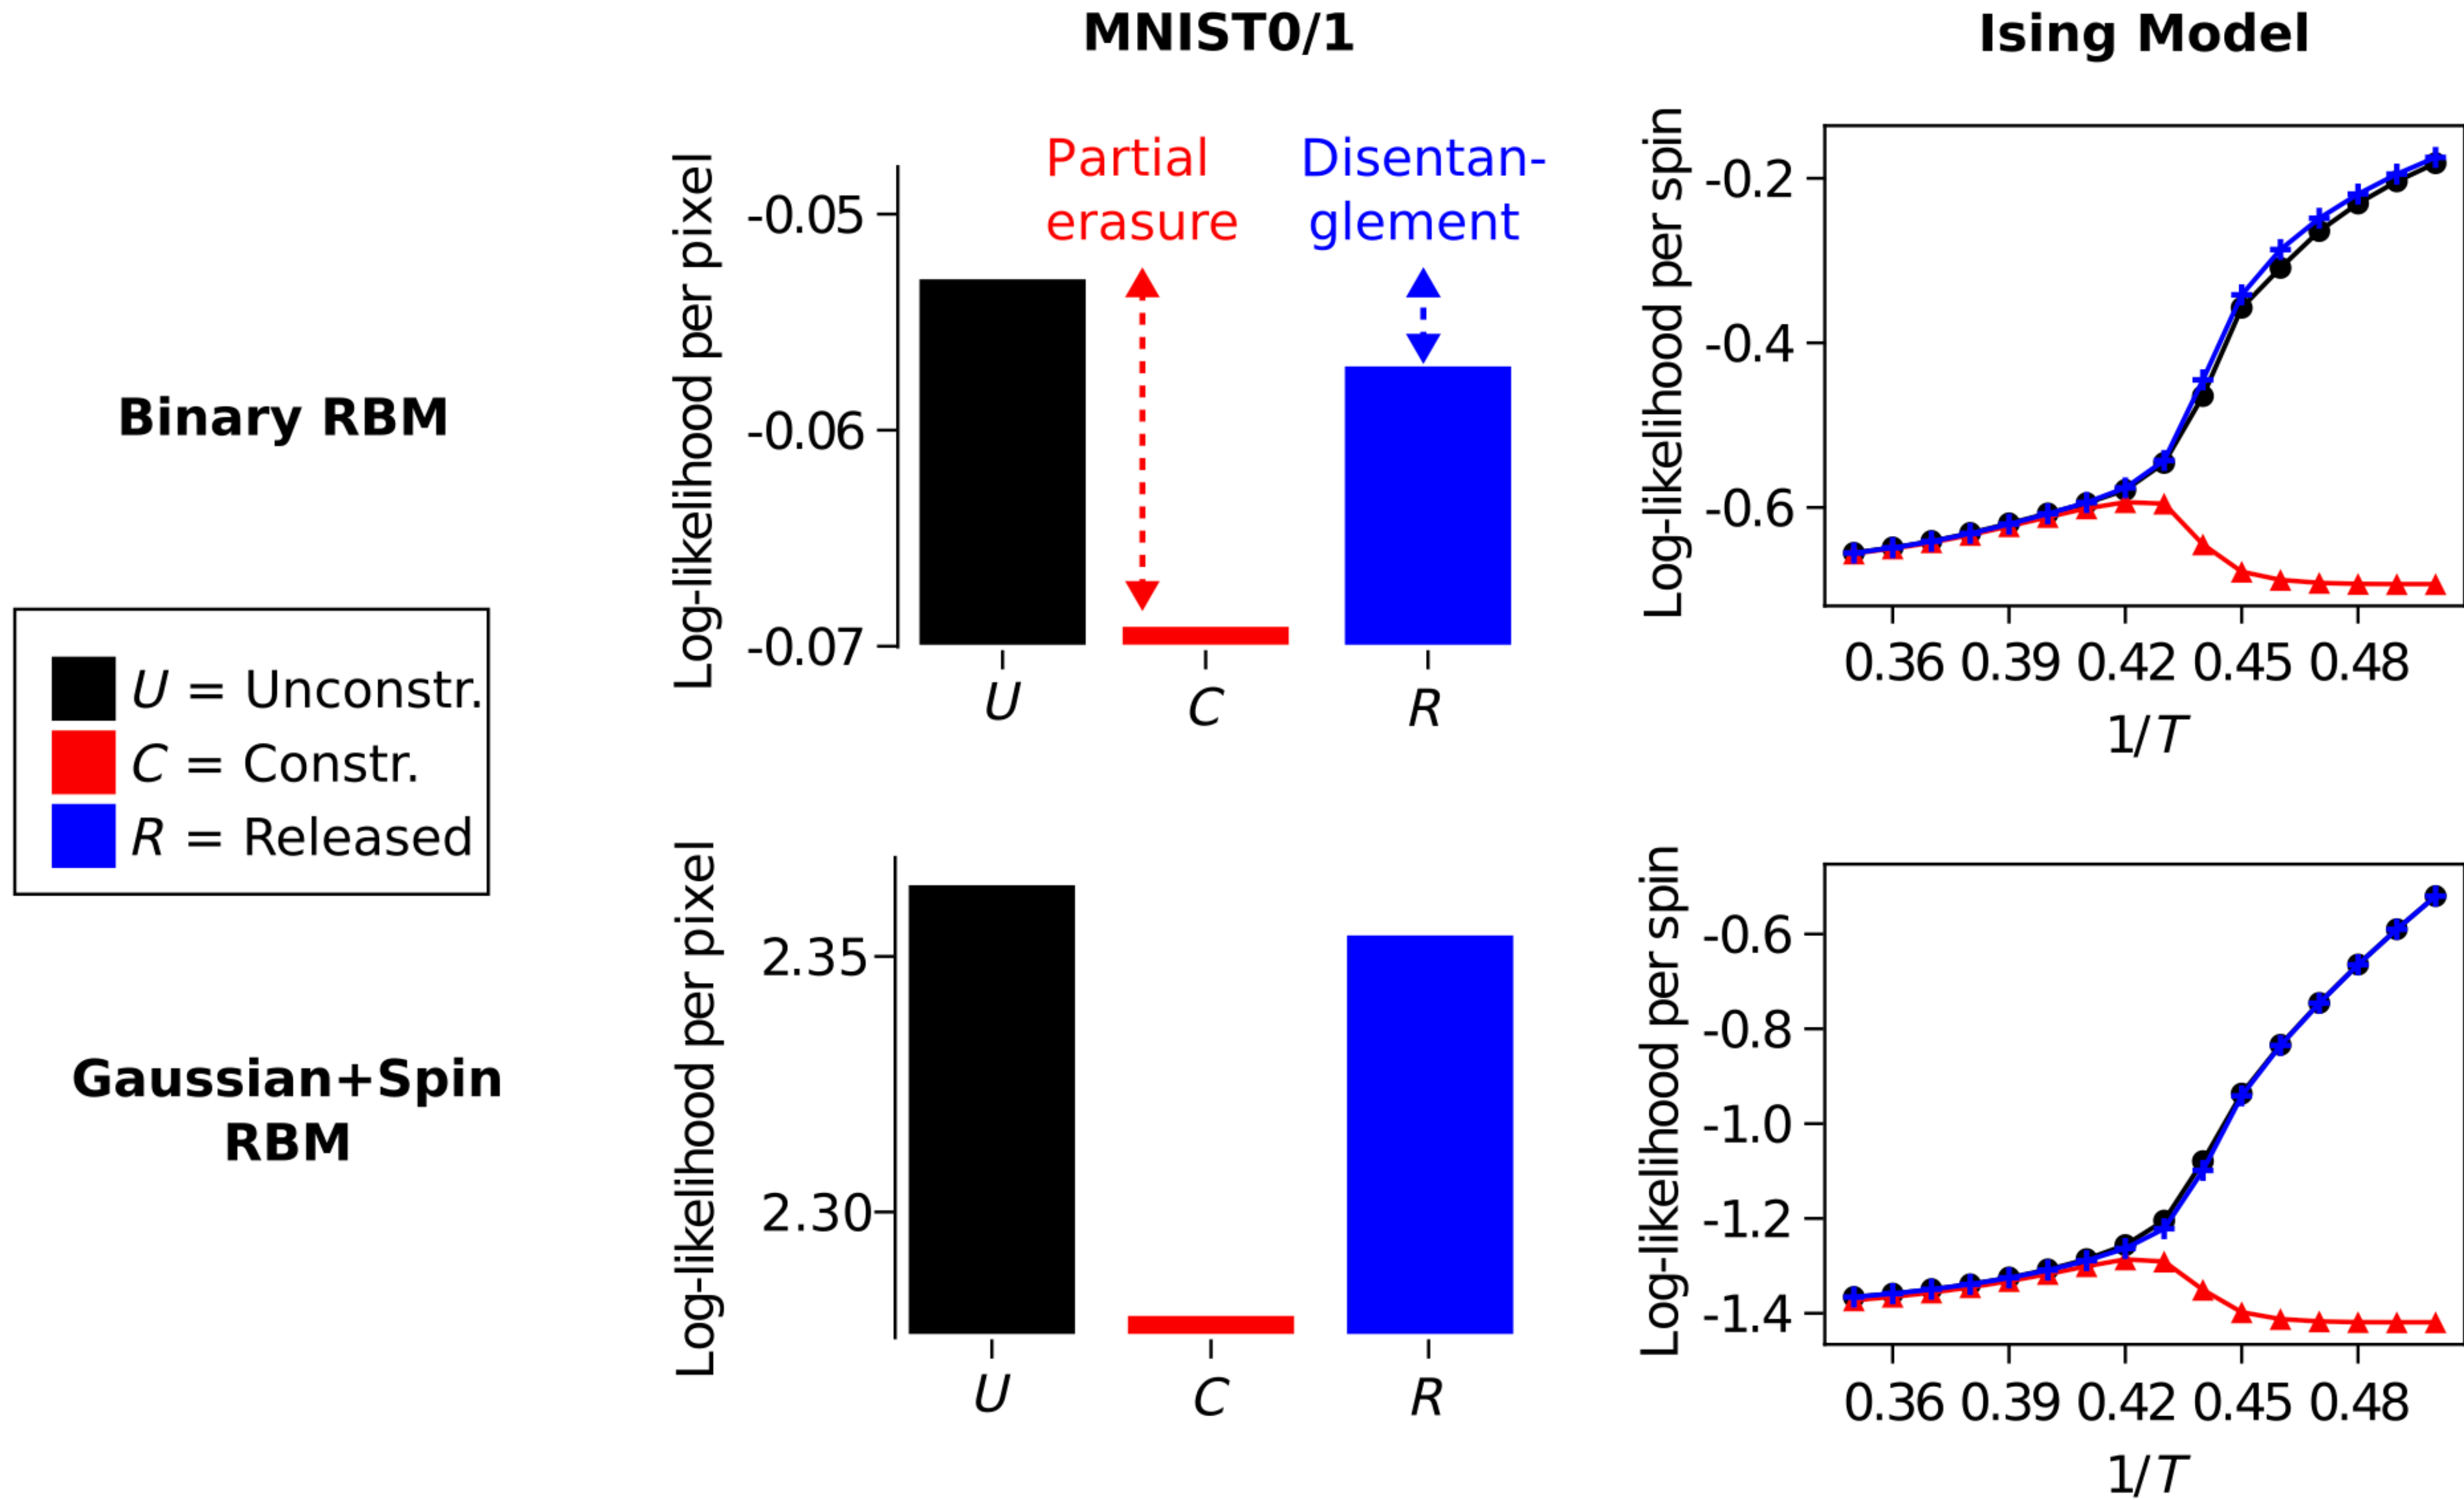 MNIST0/1
Ising Model
Binary RBM
Log-likelihood per pixel
-0.05
-0.06
-0.07
Partial
erasure
Disentan-
glement
U
C
R
Log-likelihood per spin
-0.2
-0.4
-0.6
0.36 0.39 0.42 0.45 0.48
1/T
U = Unconstr.
C = Constr.
R = Released
Gaussian+Spin
RBM
Log-likelihood per pixel
2.35
2.30
U
C
R
Log-likelihood per spin
-0.6
-0.8
-1.0
-1.2
-1.4
0.36 0.39 0.42 0.45 0.48
1/T